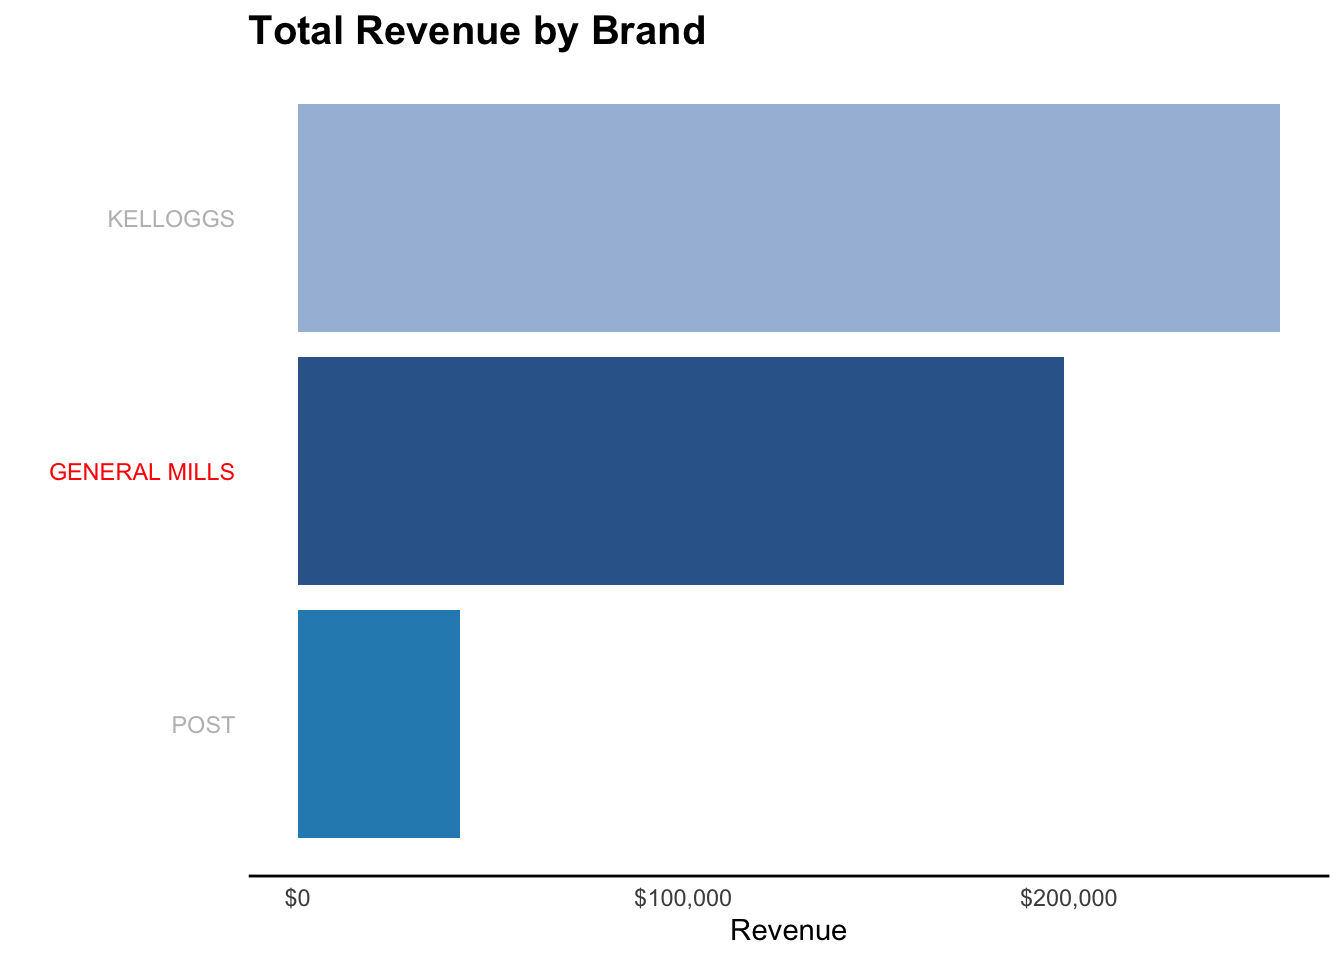 Total Revenue by Brand
KELLOGGS
GENERAL MILLS
POST
$0 $100,000 $200,000
Revenue